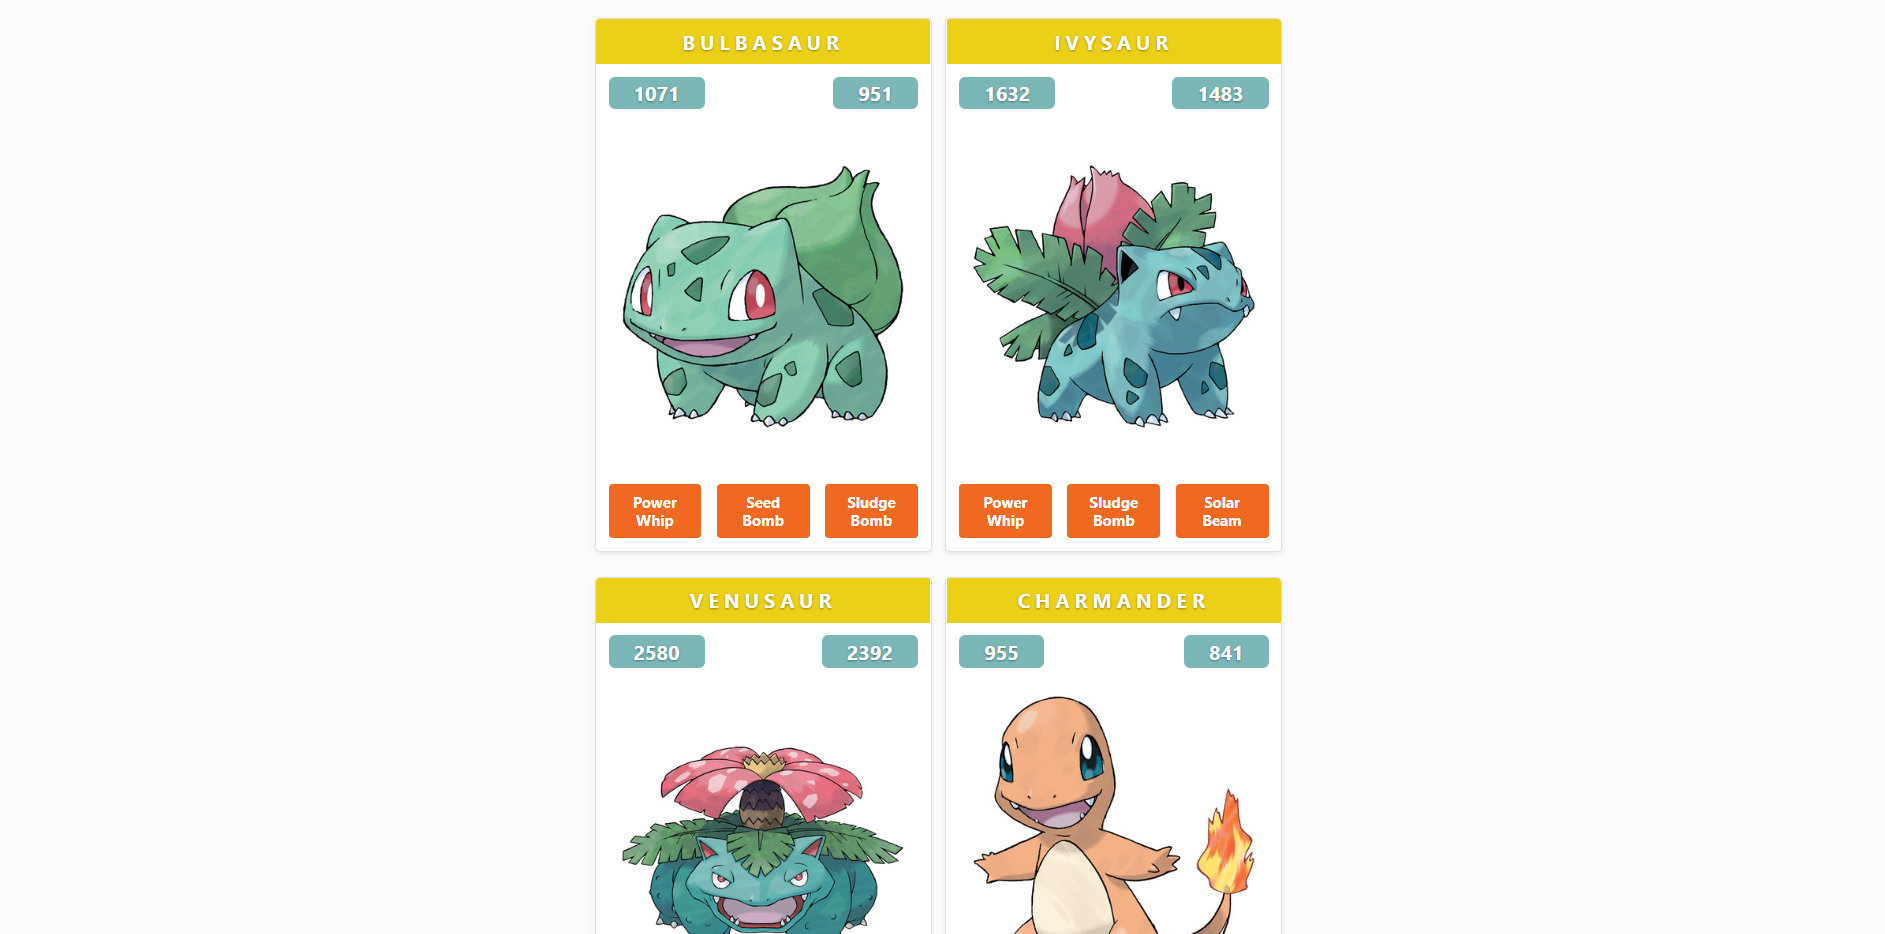 BULBASAUR
1071 951
Power Whip
Seed Bomb
Sludge Bomb
IVYSAUR
1632 1483
Power Whip
Sludge Bomb
Solar Beam
VENUSAUR
2580 2392
CHARMANDER
955 841